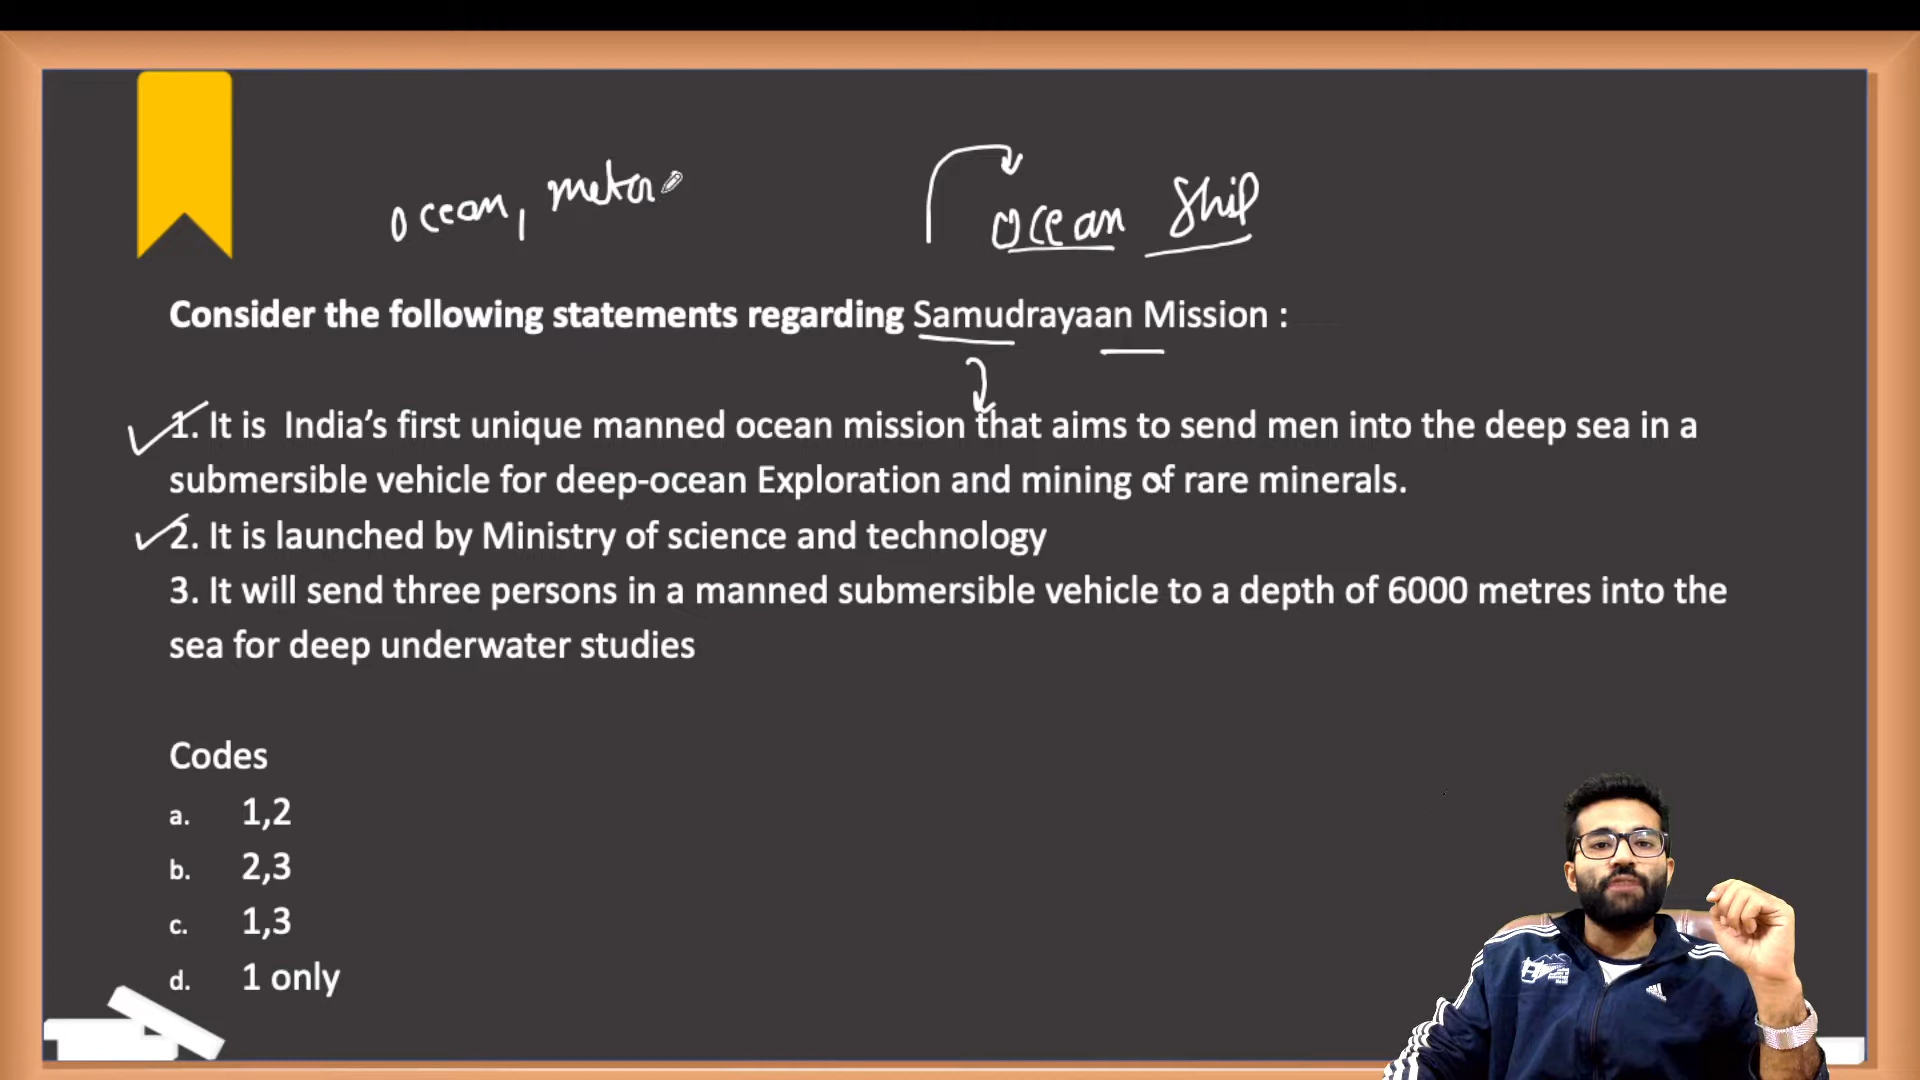 ocean, meteor
ocean ship
Consider the following statements regarding Samudrayaan Mission :
1. It is India’s first unique manned ocean mission that aims to send men into the deep sea in a
submersible vehicle for deep-ocean Exploration and mining of rare minerals.
2. It is launched by Ministry of science and technology
3. It will send three persons in a manned submersible vehicle to a depth of 6000 metres into the
sea for deep underwater studies
Codes
a. 1,2
b. 2,3
c. 1,3
d. 1 only